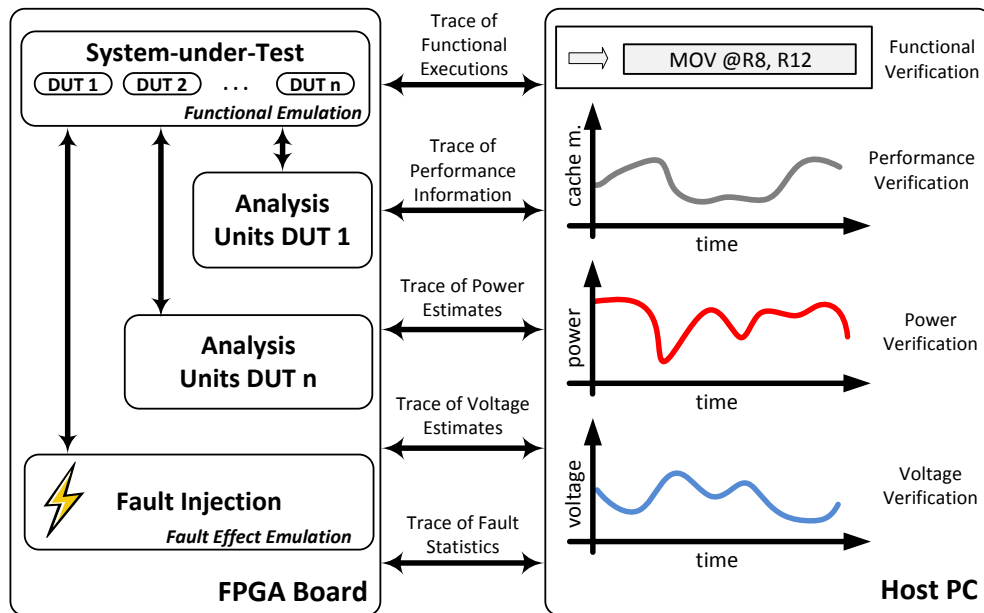 System-under-Test
DUT 1 DUT 2 ... DUT n
Functional Emulation
Analysis
Units DUT 1
Analysis
Units DUT n
Fault Injection
Fault Effect Emulation
FPGA Board
Trace of
Functional
Executions
Trace of
Performance
Information
Trace of Power
Estimates
Trace of Voltage
Estimates
Trace of Fault
Statistics
MOV @R8, R12
Functional
Verification
cache m.
time
Performance
Verification
power
time
Power
Verification
voltage
time
Voltage
Verification
Host PC